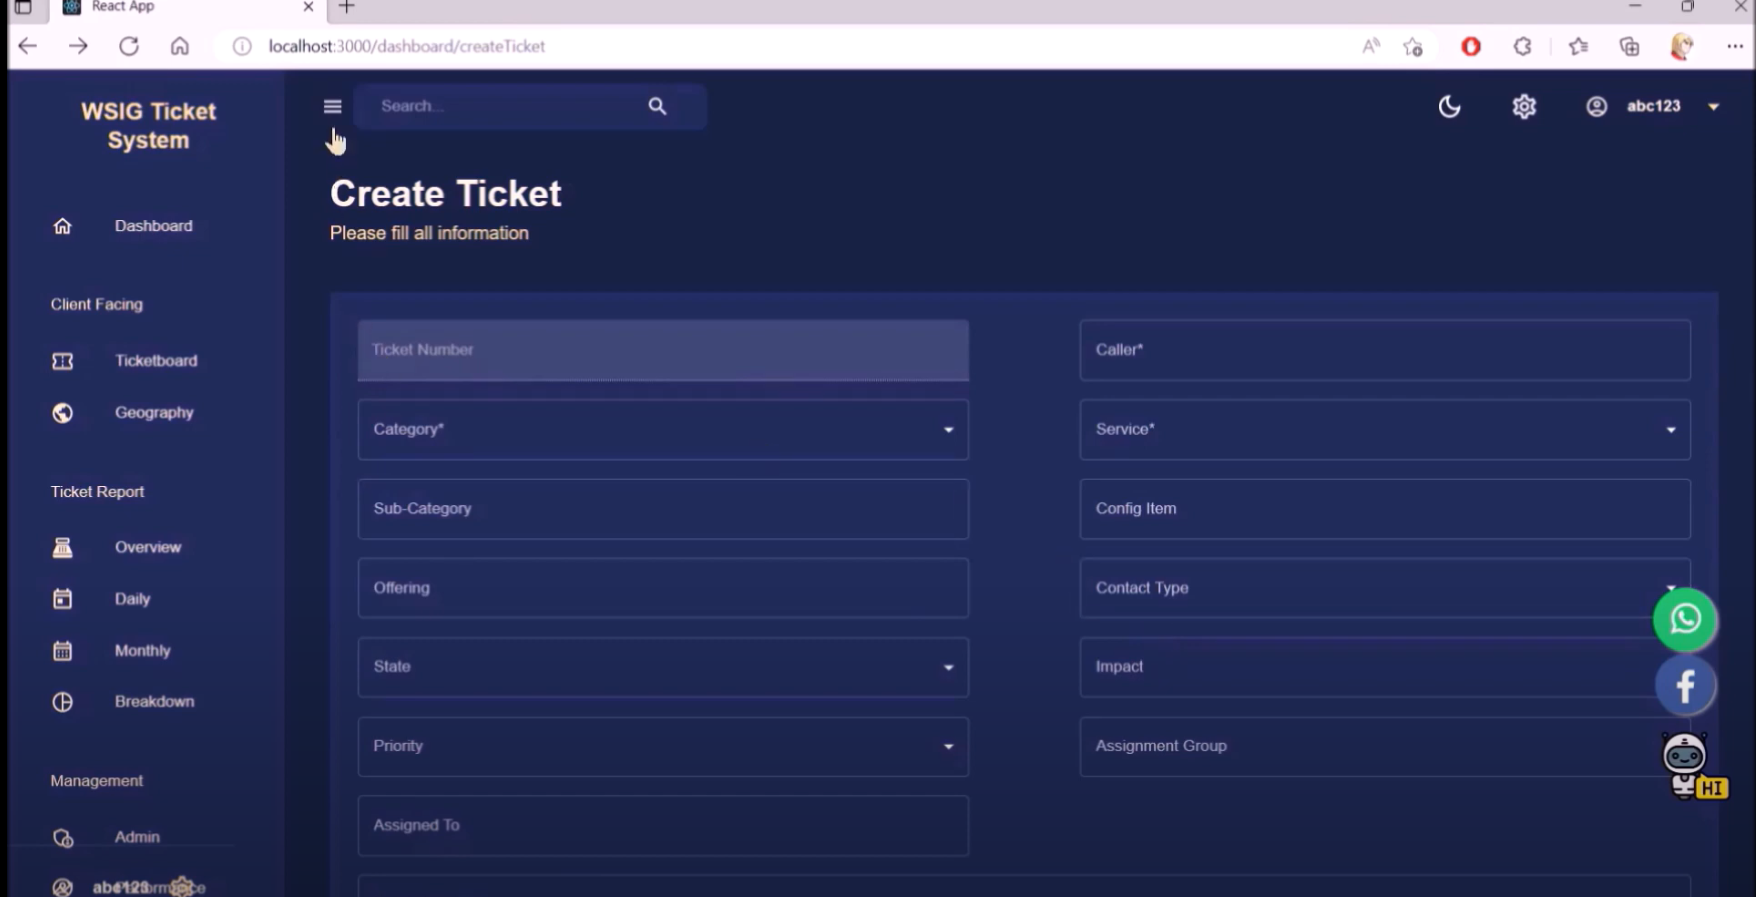 React App
localhost:3000/dashboard/createTicket
WSIG Ticket
System
Search...
abc123
Create Ticket
Please fill all information
Dashboard
Client Facing
Ticketboard
Geography
Ticket Report
Overview
Daily
Monthly
Breakdown
Management
Admin
abc123
Ticket Number
Caller*
Category*
Service*
Sub-Category
Config Item
Offering
Contact Type
State
Impact
Priority
Assignment Group
Assigned To
HI